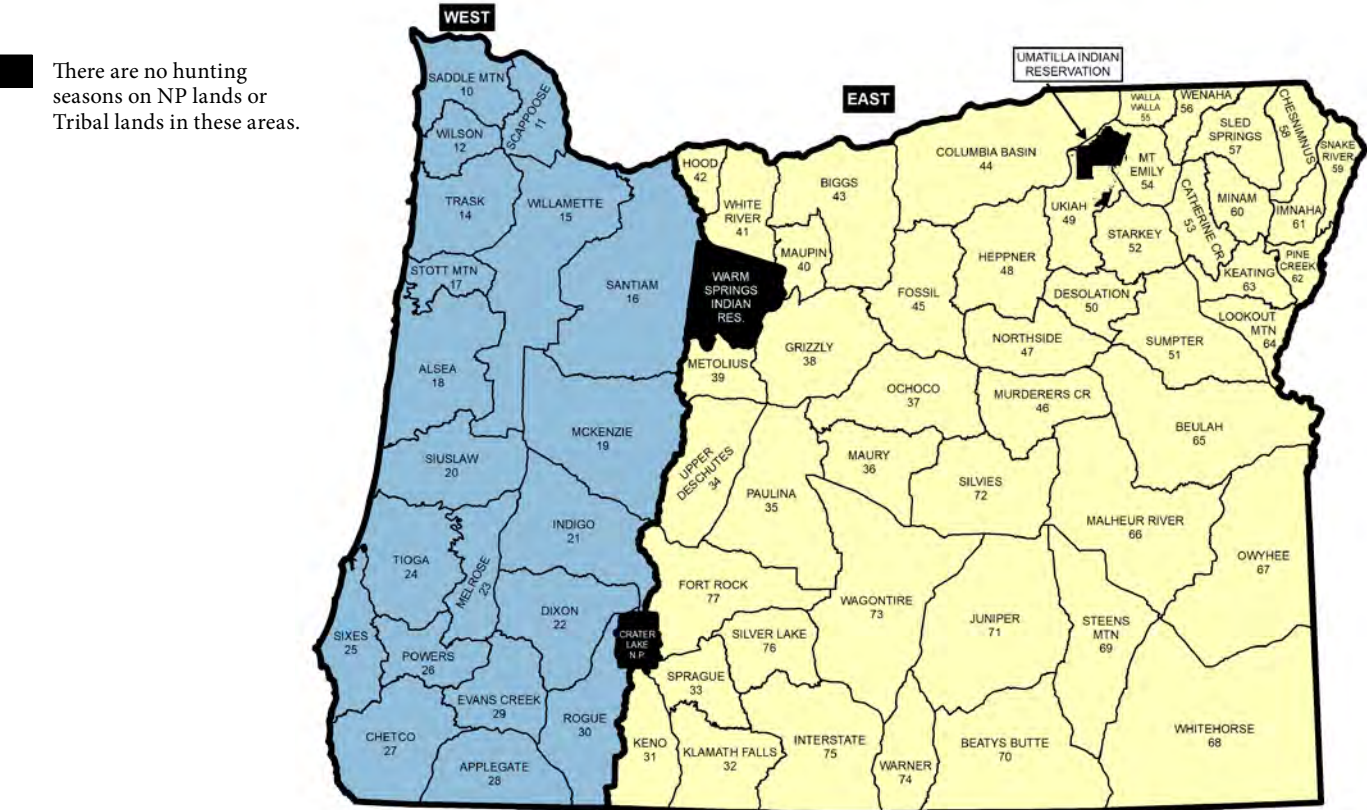 WEST
There are no hunting
seasons on NP lands or
Tribal lands in these areas.
UMATILLA INDIAN
RESERVATION
EAST
SADDLE MTN
10
SCAPPOOSE
11
WILSON
12
TRASK
14
WILLAMETTE
15
STOTT MTN
17
SANTIAM
16
ALSEA
18
MCKENZIE
19
SIUSLAW
20
INDIGO
21
TIOGA
24
MELROSE
23
DIXON
22
SIXES
25
POWERS
26
EVANS CREEK
29
ROGUE
30
CHETCO
27
APPLEGATE
28
CRATER
LAKE
N.P.
HOOD
42
WHITE
RIVER
41
BIGGS
43
MAUPIN
40
WARM
SPRINGS
INDIAN
RES.
COLUMBIA BASIN
44
WALLA
WALLA
55
WENAHA
56
SLED
SPRINGS
57
CHESNIMNUS
58
SNAKE
RIVER
59
MT
EMILY
54
UKIAH
49
CATHERINE CR
53
MINAM
60
IMNAHA
61
STARKEY
52
HEPPNER
48
KEATING
63
PINE
CREEK
62
FOSSIL
45
DESOLATION
50
LOOKOUT
MTN
64
NORTHSIDE
47
SUMPTER
51
GRIZZLY
38
METOLIUS
39
OCHOCO
37
MURDERERS CR
46
BEULAH
65
UPPER
DESCHUTES
34
PAULINA
35
MAURY
36
SILVIES
72
MALHEUR RIVER
66
OWYHEE
67
FORT ROCK
77
WAGONTIRE
73
JUNIPER
71
STEENS
MTN
69
SILVER LAKE
76
SPRAGUE
33
KENO
31
KLAMATH FALLS
32
INTERSTATE
75
WARNER
74
BEATYS BUTTE
70
WHITEHORSE
68